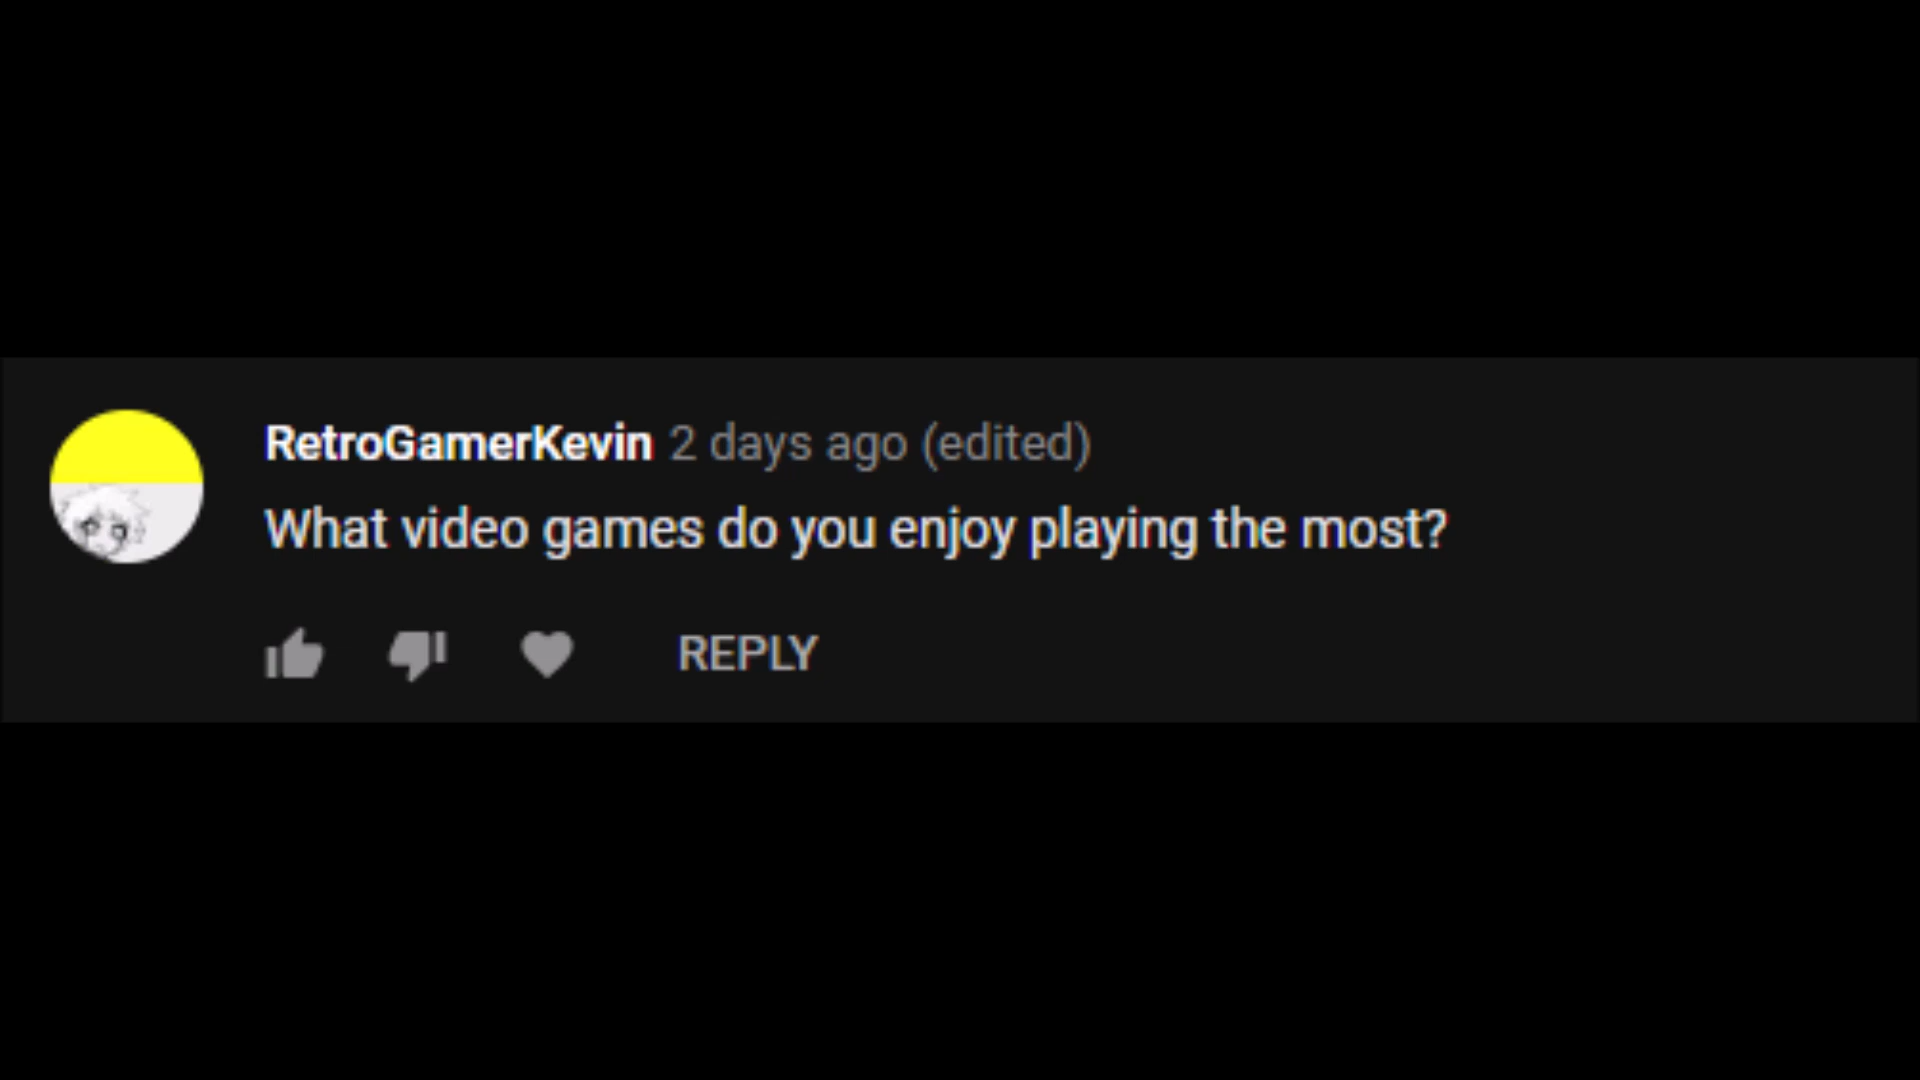 RetroGamerKevin 2 days ago (edited)
What video games do you enjoy playing the most?
REPLY